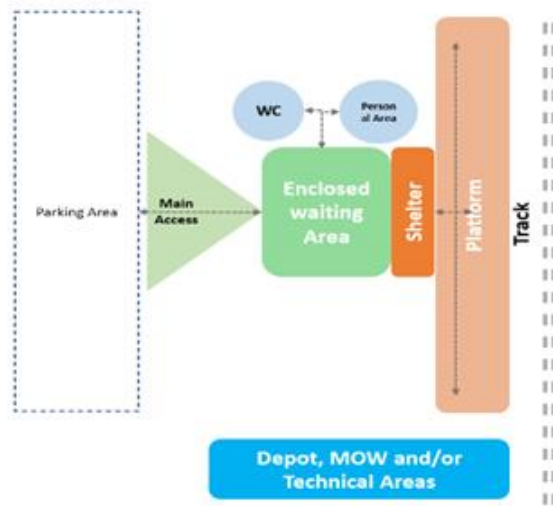 WC
Person
al Area
Parking Area
Main
Access
Enclosed
waiting
Area
Shelter
Platform
Track
Depot, MOW and/or
Technical Areas